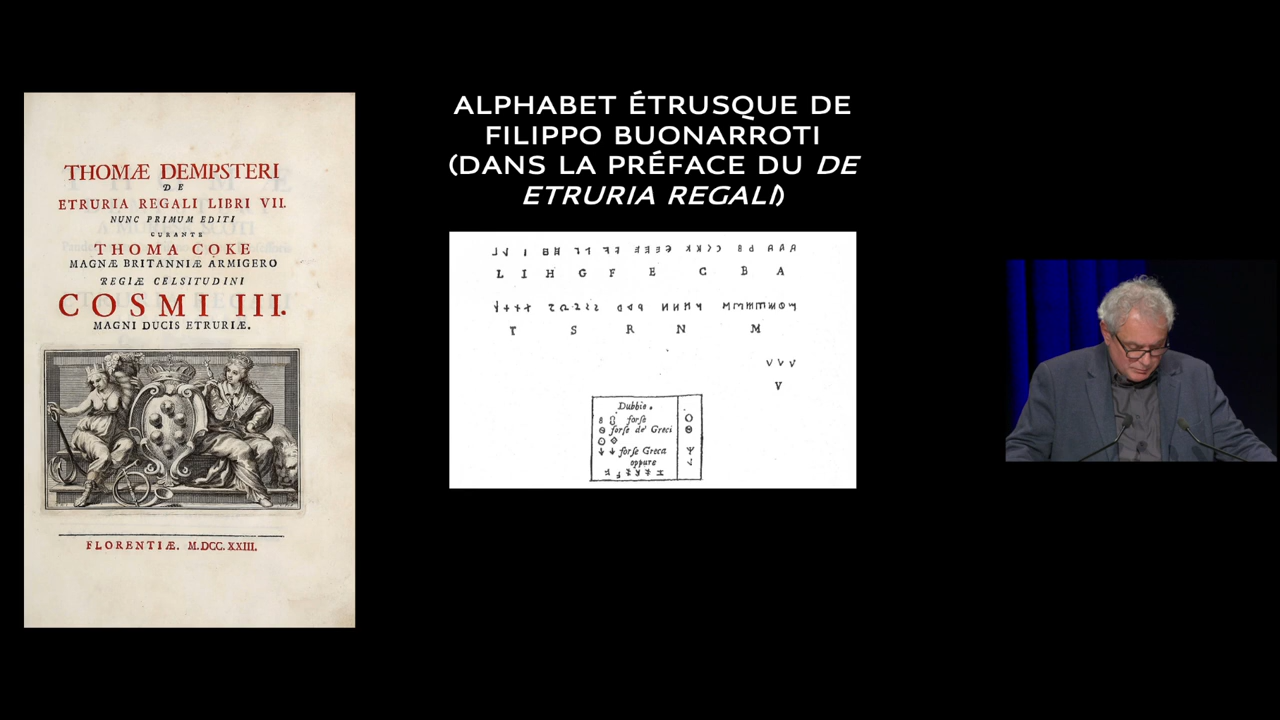 THOMÆ DEMPSTERI
DE
ETRURIA REGALI LIBRI VII.
NUNC PRIMUM EDITI
CURANTE
THOMA COKE
MAGNÆ BRITANNIÆ ARMIGERO
REGIÆ CELSITUDINI
COSMI III.
MAGNI DUCIS ETRURIÆ.
FLORENTIÆ. M.DCC.XXIII.
ALPHABET ÉTRUSQUE DE
FILIPPO BUONARROTI
(DANS LA PRÉFACE DU DE
ETRURIA REGALI)
L I H G F E C B A
T S R N M
V
Dubbie.
forſe
forſe de' Greci
forſe Greca
oppure